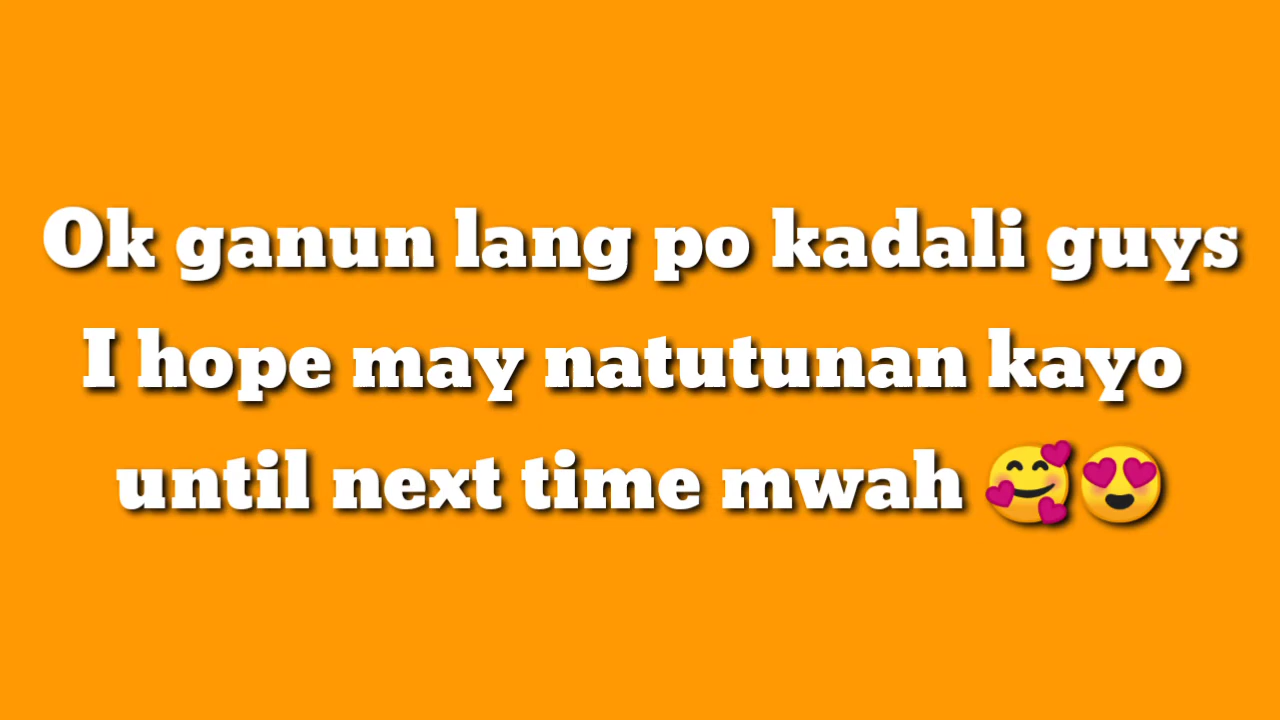 Ok ganun lang po kadali guys
I hope may natutunan kayo
until next time mwah 🥰😍